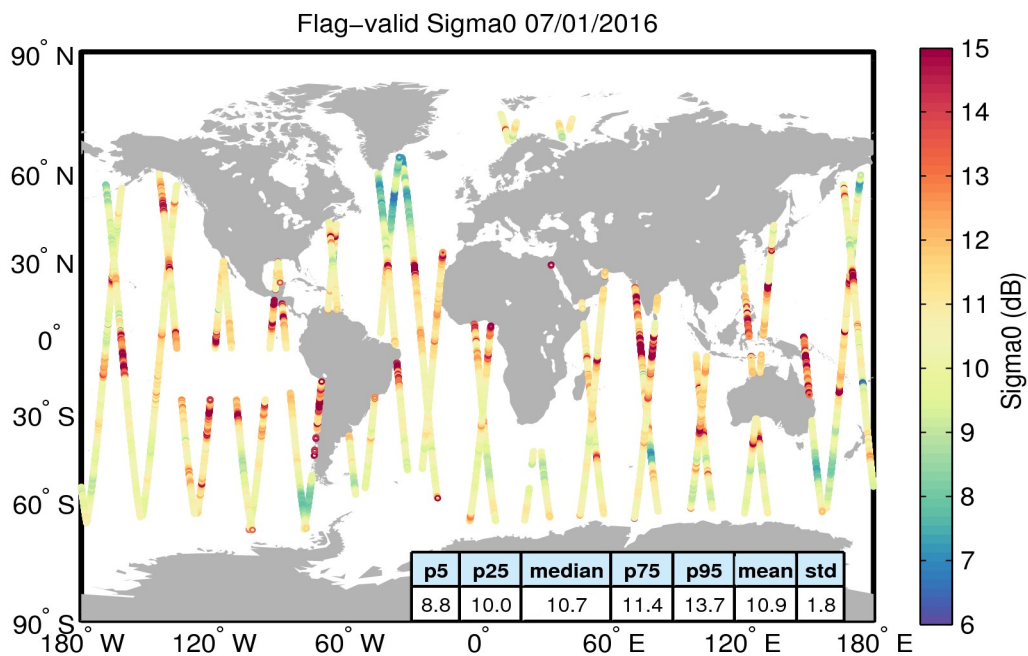 Flag−valid Sigma0 07/01/2016
90° N
60° N
30° N
0°
30° S
60° S
90° S
180° W
120° W
60° W
0°
60° E
120° E
180° E
15
14
13
12
11
10
9
8
7
6
Sigma0 (dB)
p5 p25 median p75 p95 mean std
8.8 10.0 10.7 11.4 13.7 10.9 1.8